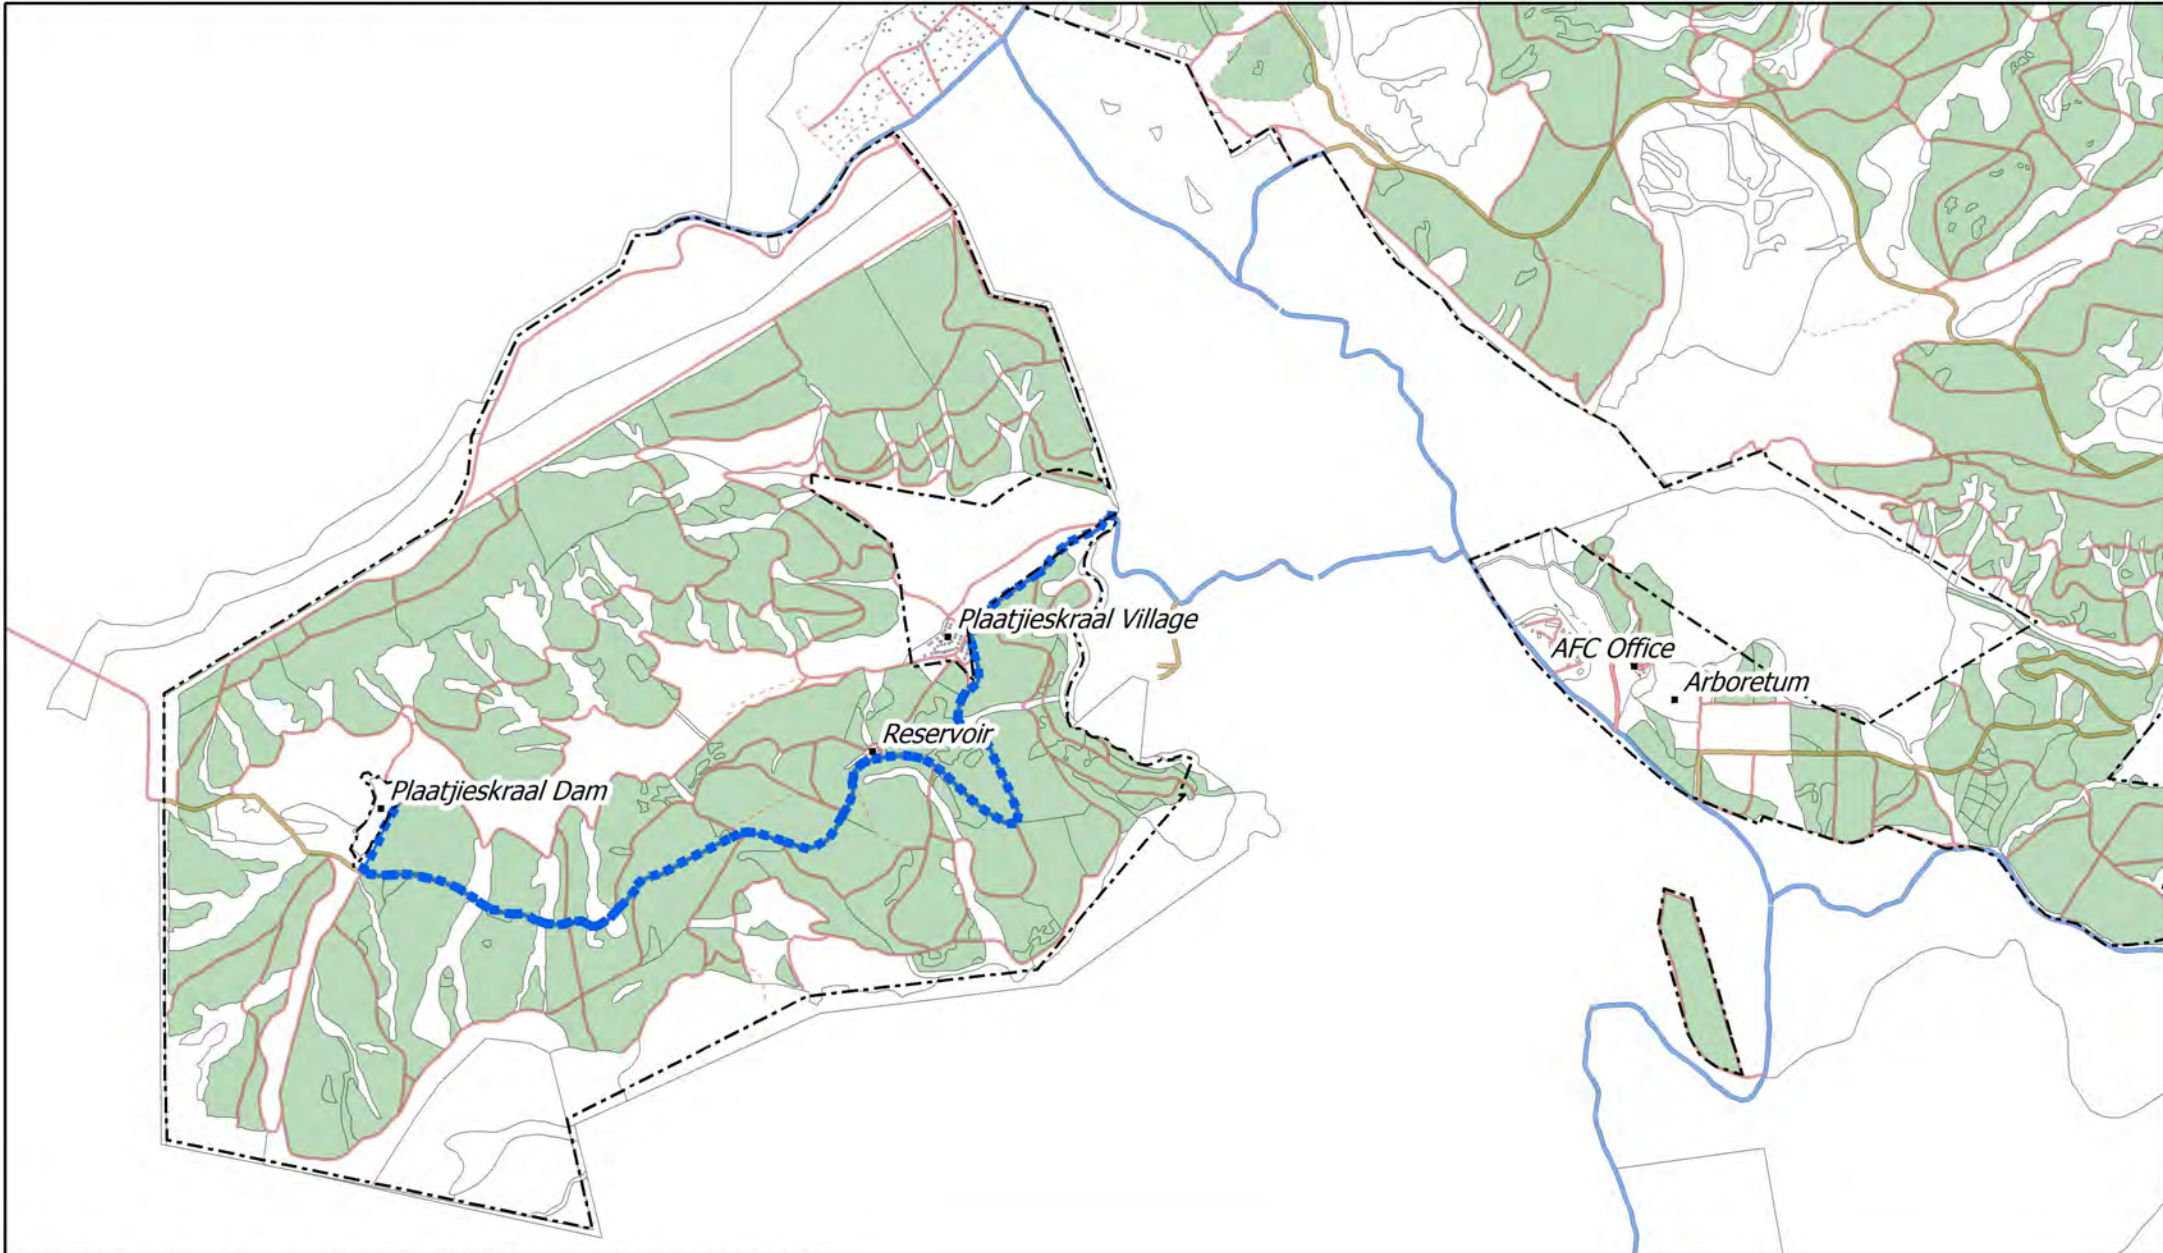 Plaatjieskraal Village
AFC Office
Arboretum
Reservoir
Plaatjieskraal Dam